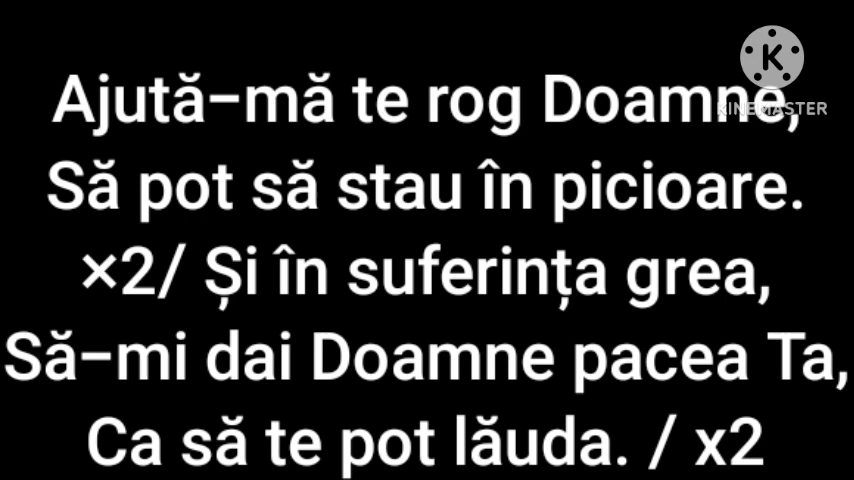 Ajută-mă te rog Doamne,
KINEMASTER
Să pot să stau în picioare.
×2/ Și în suferința grea,
Să-mi dai Doamne pacea Ta,
Ca să te pot lăuda. / x2